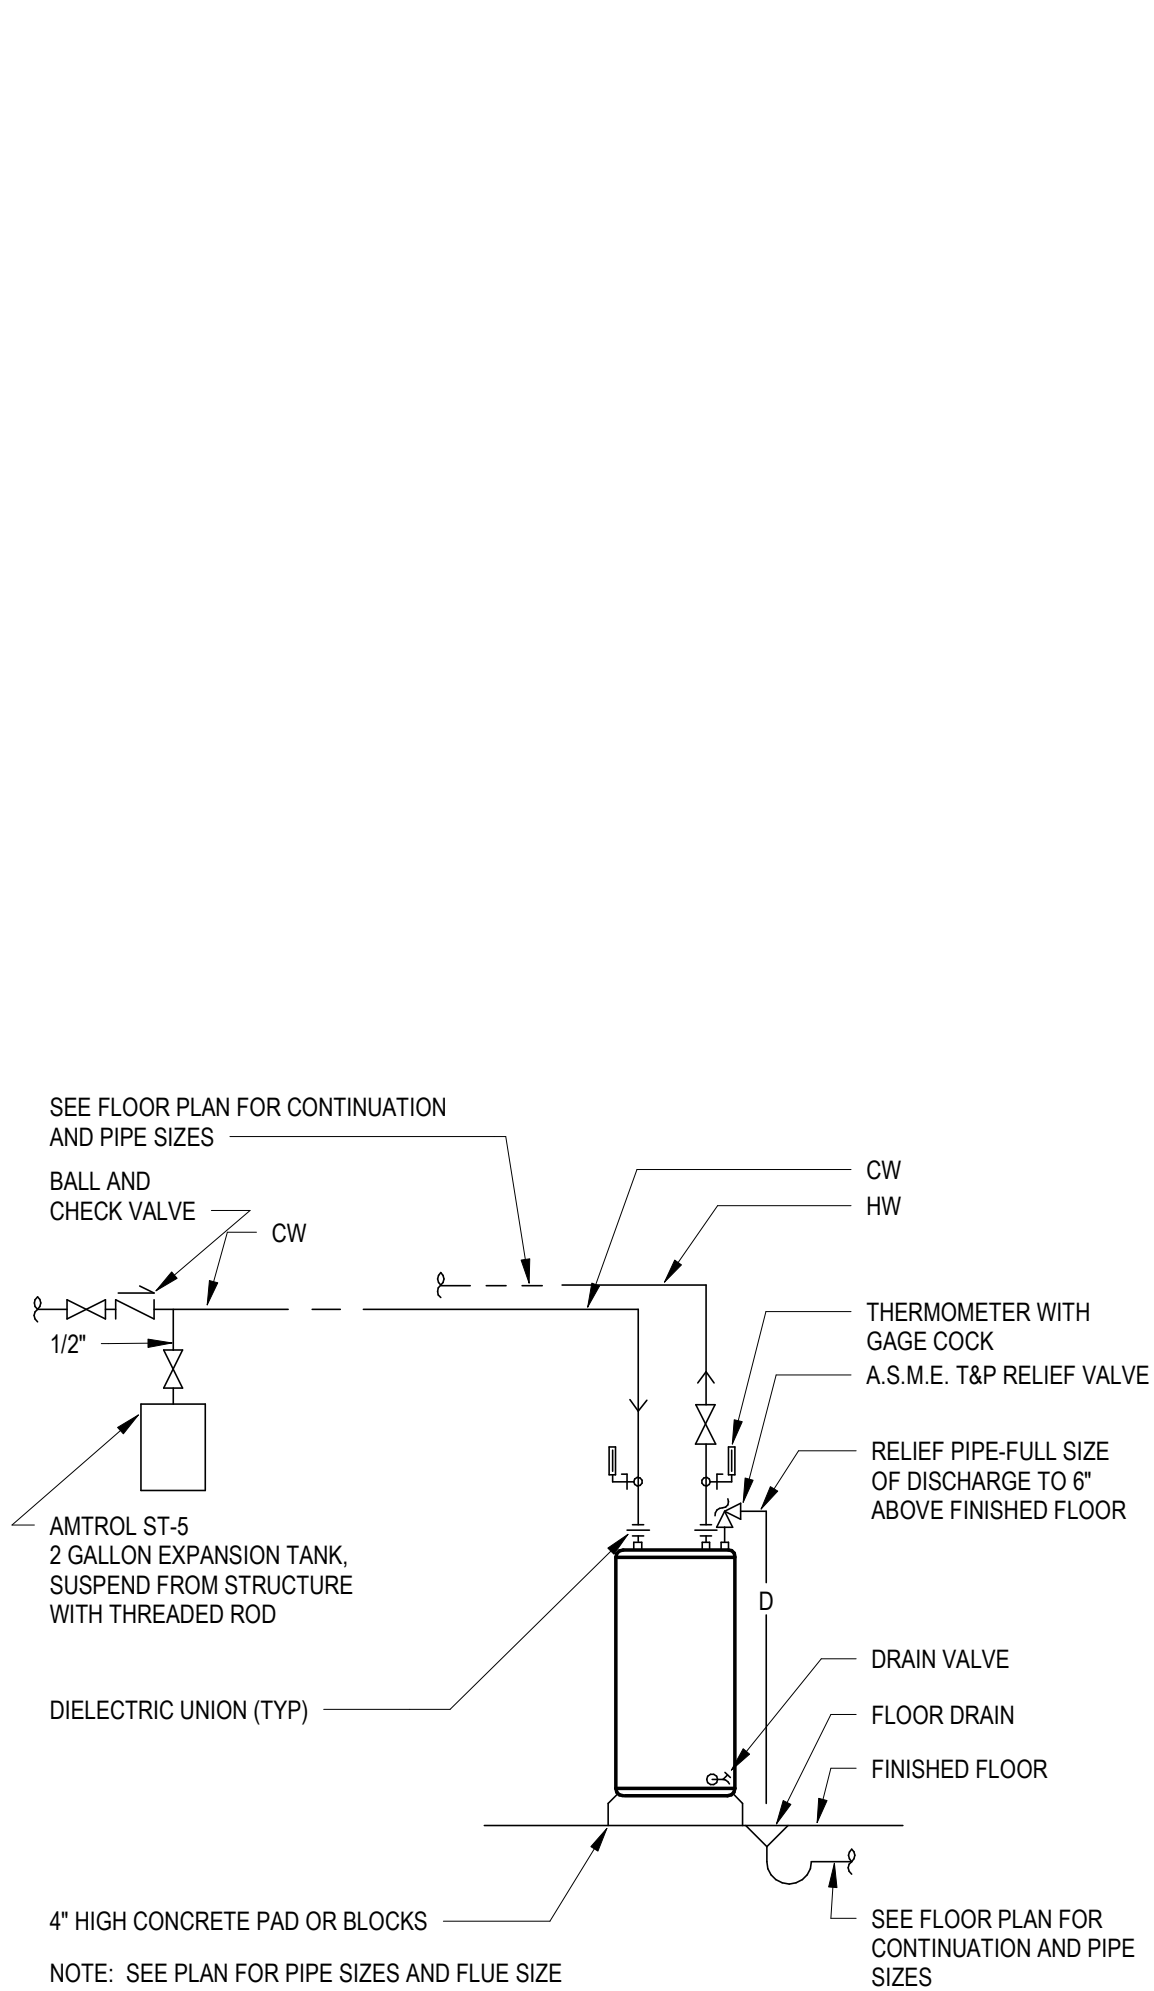 SEE FLOOR PLAN FOR CONTINUATION
AND PIPE SIZES
BALL AND
CHECK VALVE
CW
CW
HW
1/2"
THERMOMETER WITH
GAGE COCK
A.S.M.E. T&P RELIEF VALVE
RELIEF PIPE-FULL SIZE
OF DISCHARGE TO 6"
ABOVE FINISHED FLOOR
AMTROL ST-5
2 GALLON EXPANSION TANK,
SUSPEND FROM STRUCTURE
WITH THREADED ROD
D
DIELECTRIC UNION (TYP)
DRAIN VALVE
FLOOR DRAIN
FINISHED FLOOR
4" HIGH CONCRETE PAD OR BLOCKS
SEE FLOOR PLAN FOR
CONTINUATION AND PIPE
SIZES
NOTE:  SEE PLAN FOR PIPE SIZES AND FLUE SIZE